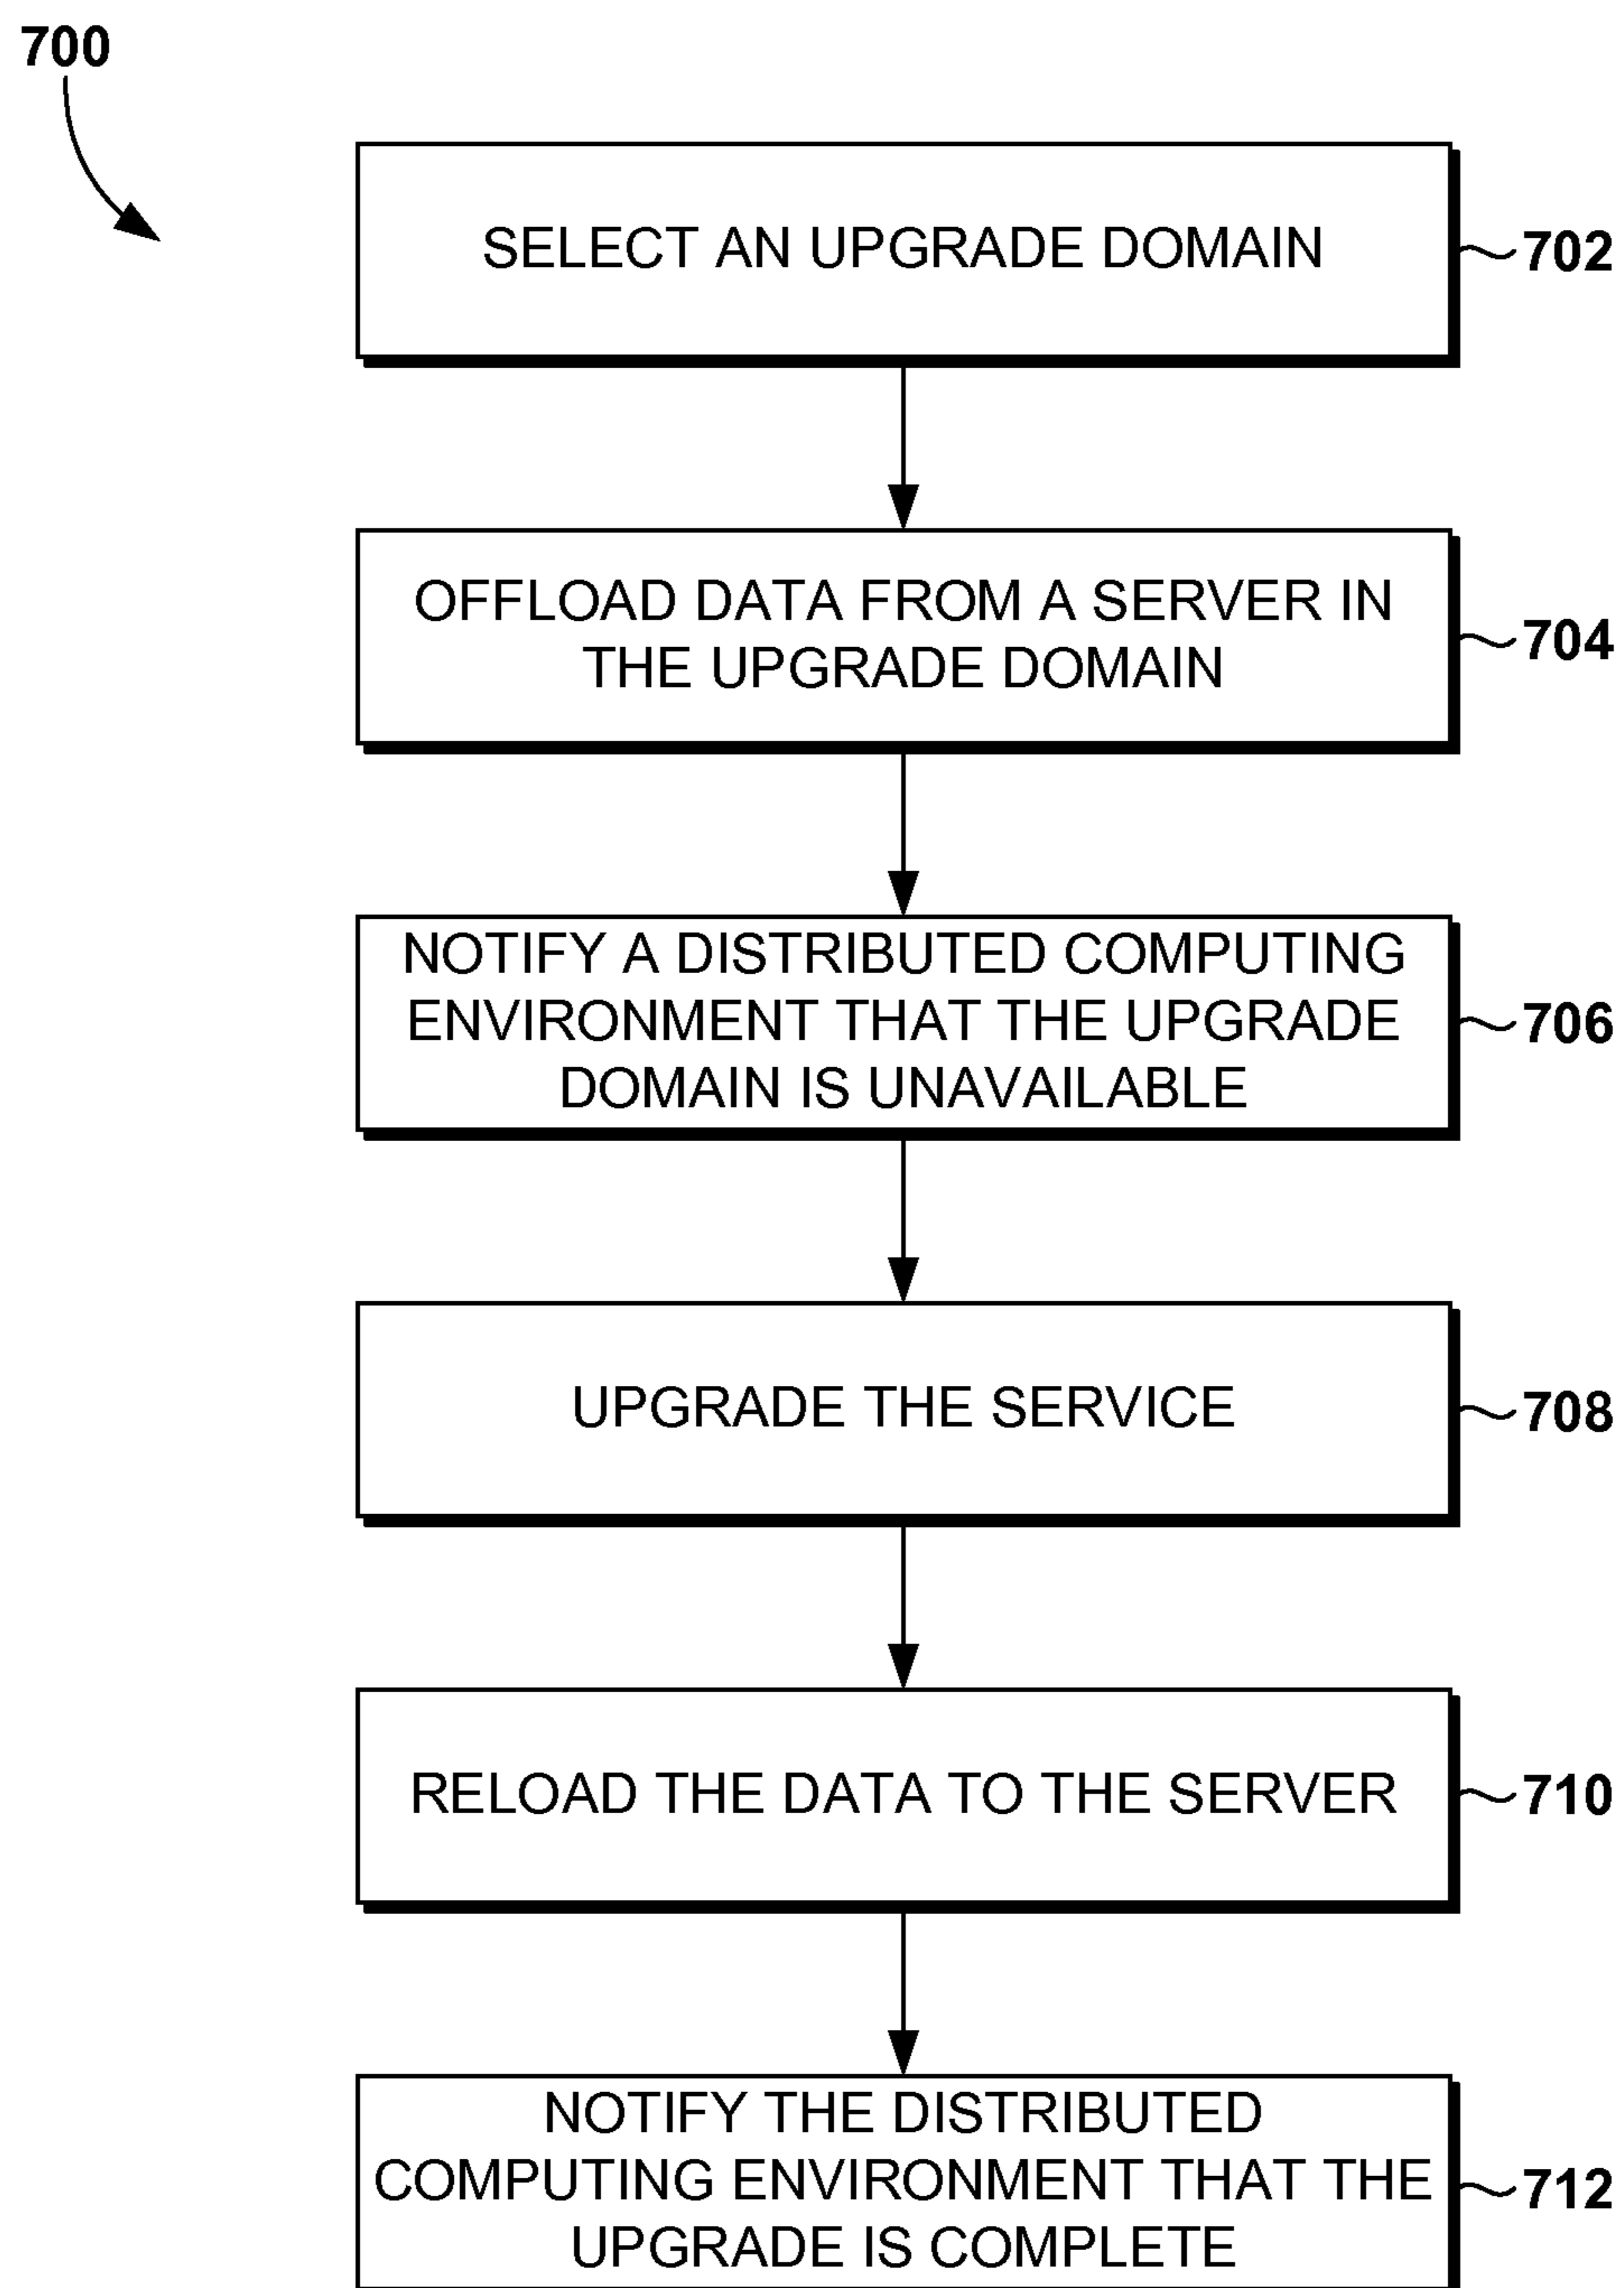 700
SELECT AN UPGRADE DOMAIN
702
OFFLOAD DATA FROM A SERVER IN
THE UPGRADE DOMAIN
704
NOTIFY A DISTRIBUTED COMPUTING
ENVIRONMENT THAT THE UPGRADE
DOMAIN IS UNAVAILABLE
706
UPGRADE THE SERVICE
708
RELOAD THE DATA TO THE SERVER
710
NOTIFY THE DISTRIBUTED
COMPUTING ENVIRONMENT THAT THE
UPGRADE IS COMPLETE
712